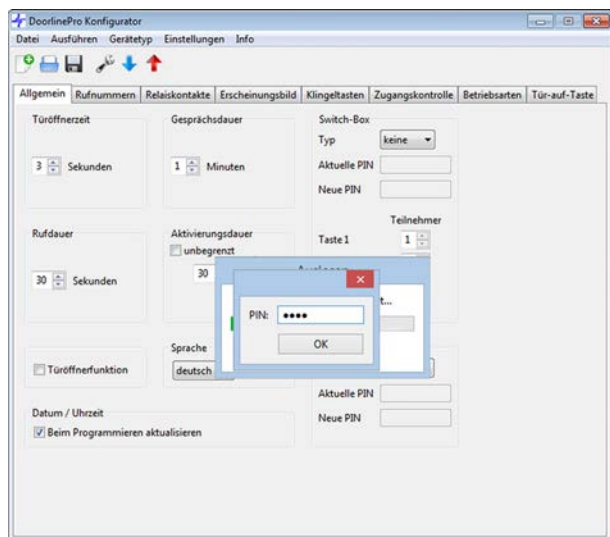 DoorlinePro Konfigurator
Datei Ausführen Gerätetyp Einstellungen Info
Allgemein Rufnummern Relaiskontakte Erscheinungsbild Klingeltasten Zugangskontrolle Betriebsarten Tür-auf-Taste
Türöffnerzeit
3 Sekunden
Gesprächsdauer
1 Minuten
Switch-Box
Typ keine
Aktuelle PIN
Neue PIN
Teilnehmer
Taste 1 1
Rufdauer
30 Sekunden
Aktivierungsdauer
unbegrenzt
30
PIN: ••••
OK
Türöffnerfunktion
Sprache
deutsch
Aktuelle PIN
Neue PIN
Datum / Uhrzeit
Beim Programmieren aktualisieren